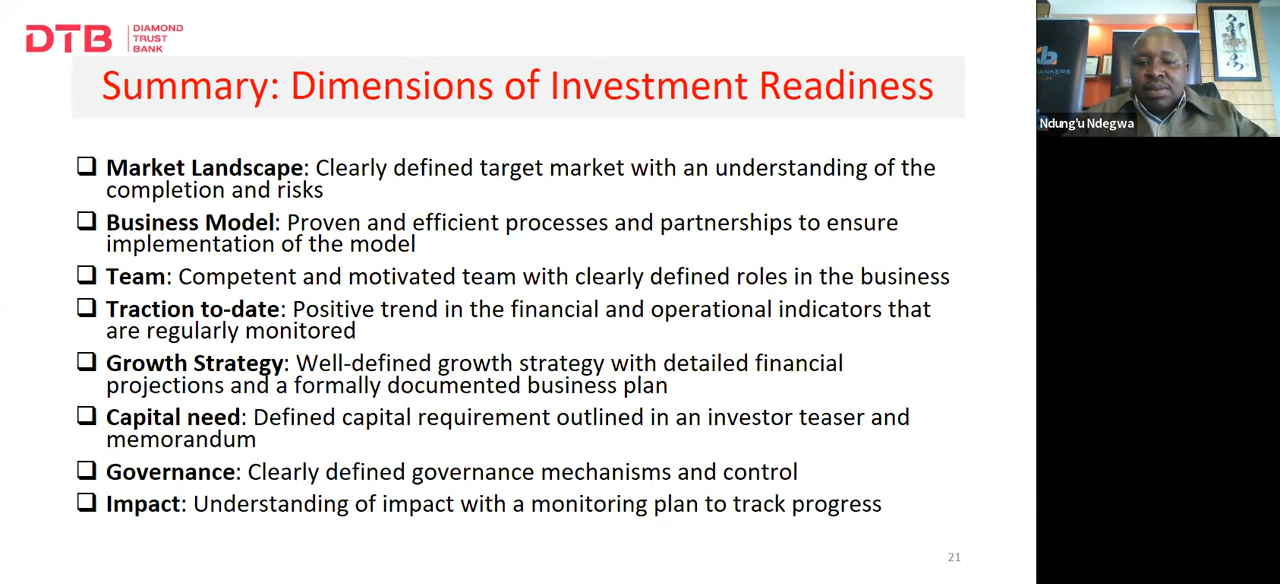 DTB
DIAMOND
TRUST
BANK
Summary: Dimensions of Investment Readiness
❑ Market Landscape: Clearly defined target market with an understanding of the
completion and risks
❑ Business Model: Proven and efficient processes and partnerships to ensure
implementation of the model
❑ Team: Competent and motivated team with clearly defined roles in the business
❑ Traction to-date: Positive trend in the financial and operational indicators that
are regularly monitored
❑ Growth Strategy: Well-defined growth strategy with detailed financial
projections and a formally documented business plan
❑ Capital need: Defined capital requirement outlined in an investor teaser and
memorandum
❑ Governance: Clearly defined governance mechanisms and control
❑ Impact: Understanding of impact with a monitoring plan to track progress
21
Ndung'u Ndegwa